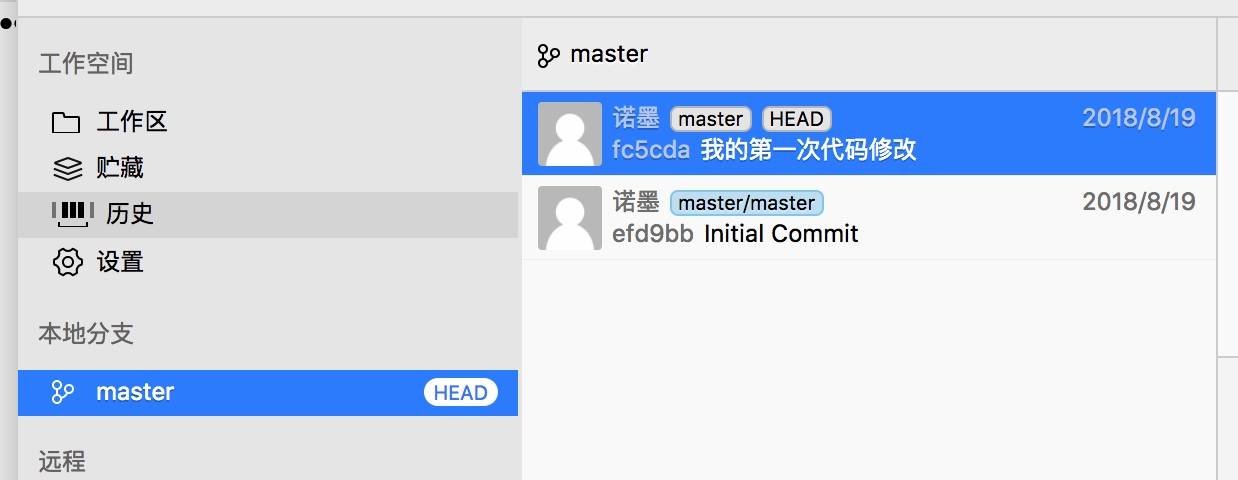 工作空间
工作区
贮藏
历史
设置
本地分支
master HEAD
远程
master
诺墨 master HEAD 2018/8/19
fc5cda 我的第一次代码修改
诺墨 master/master 2018/8/19
efd9bb Initial Commit